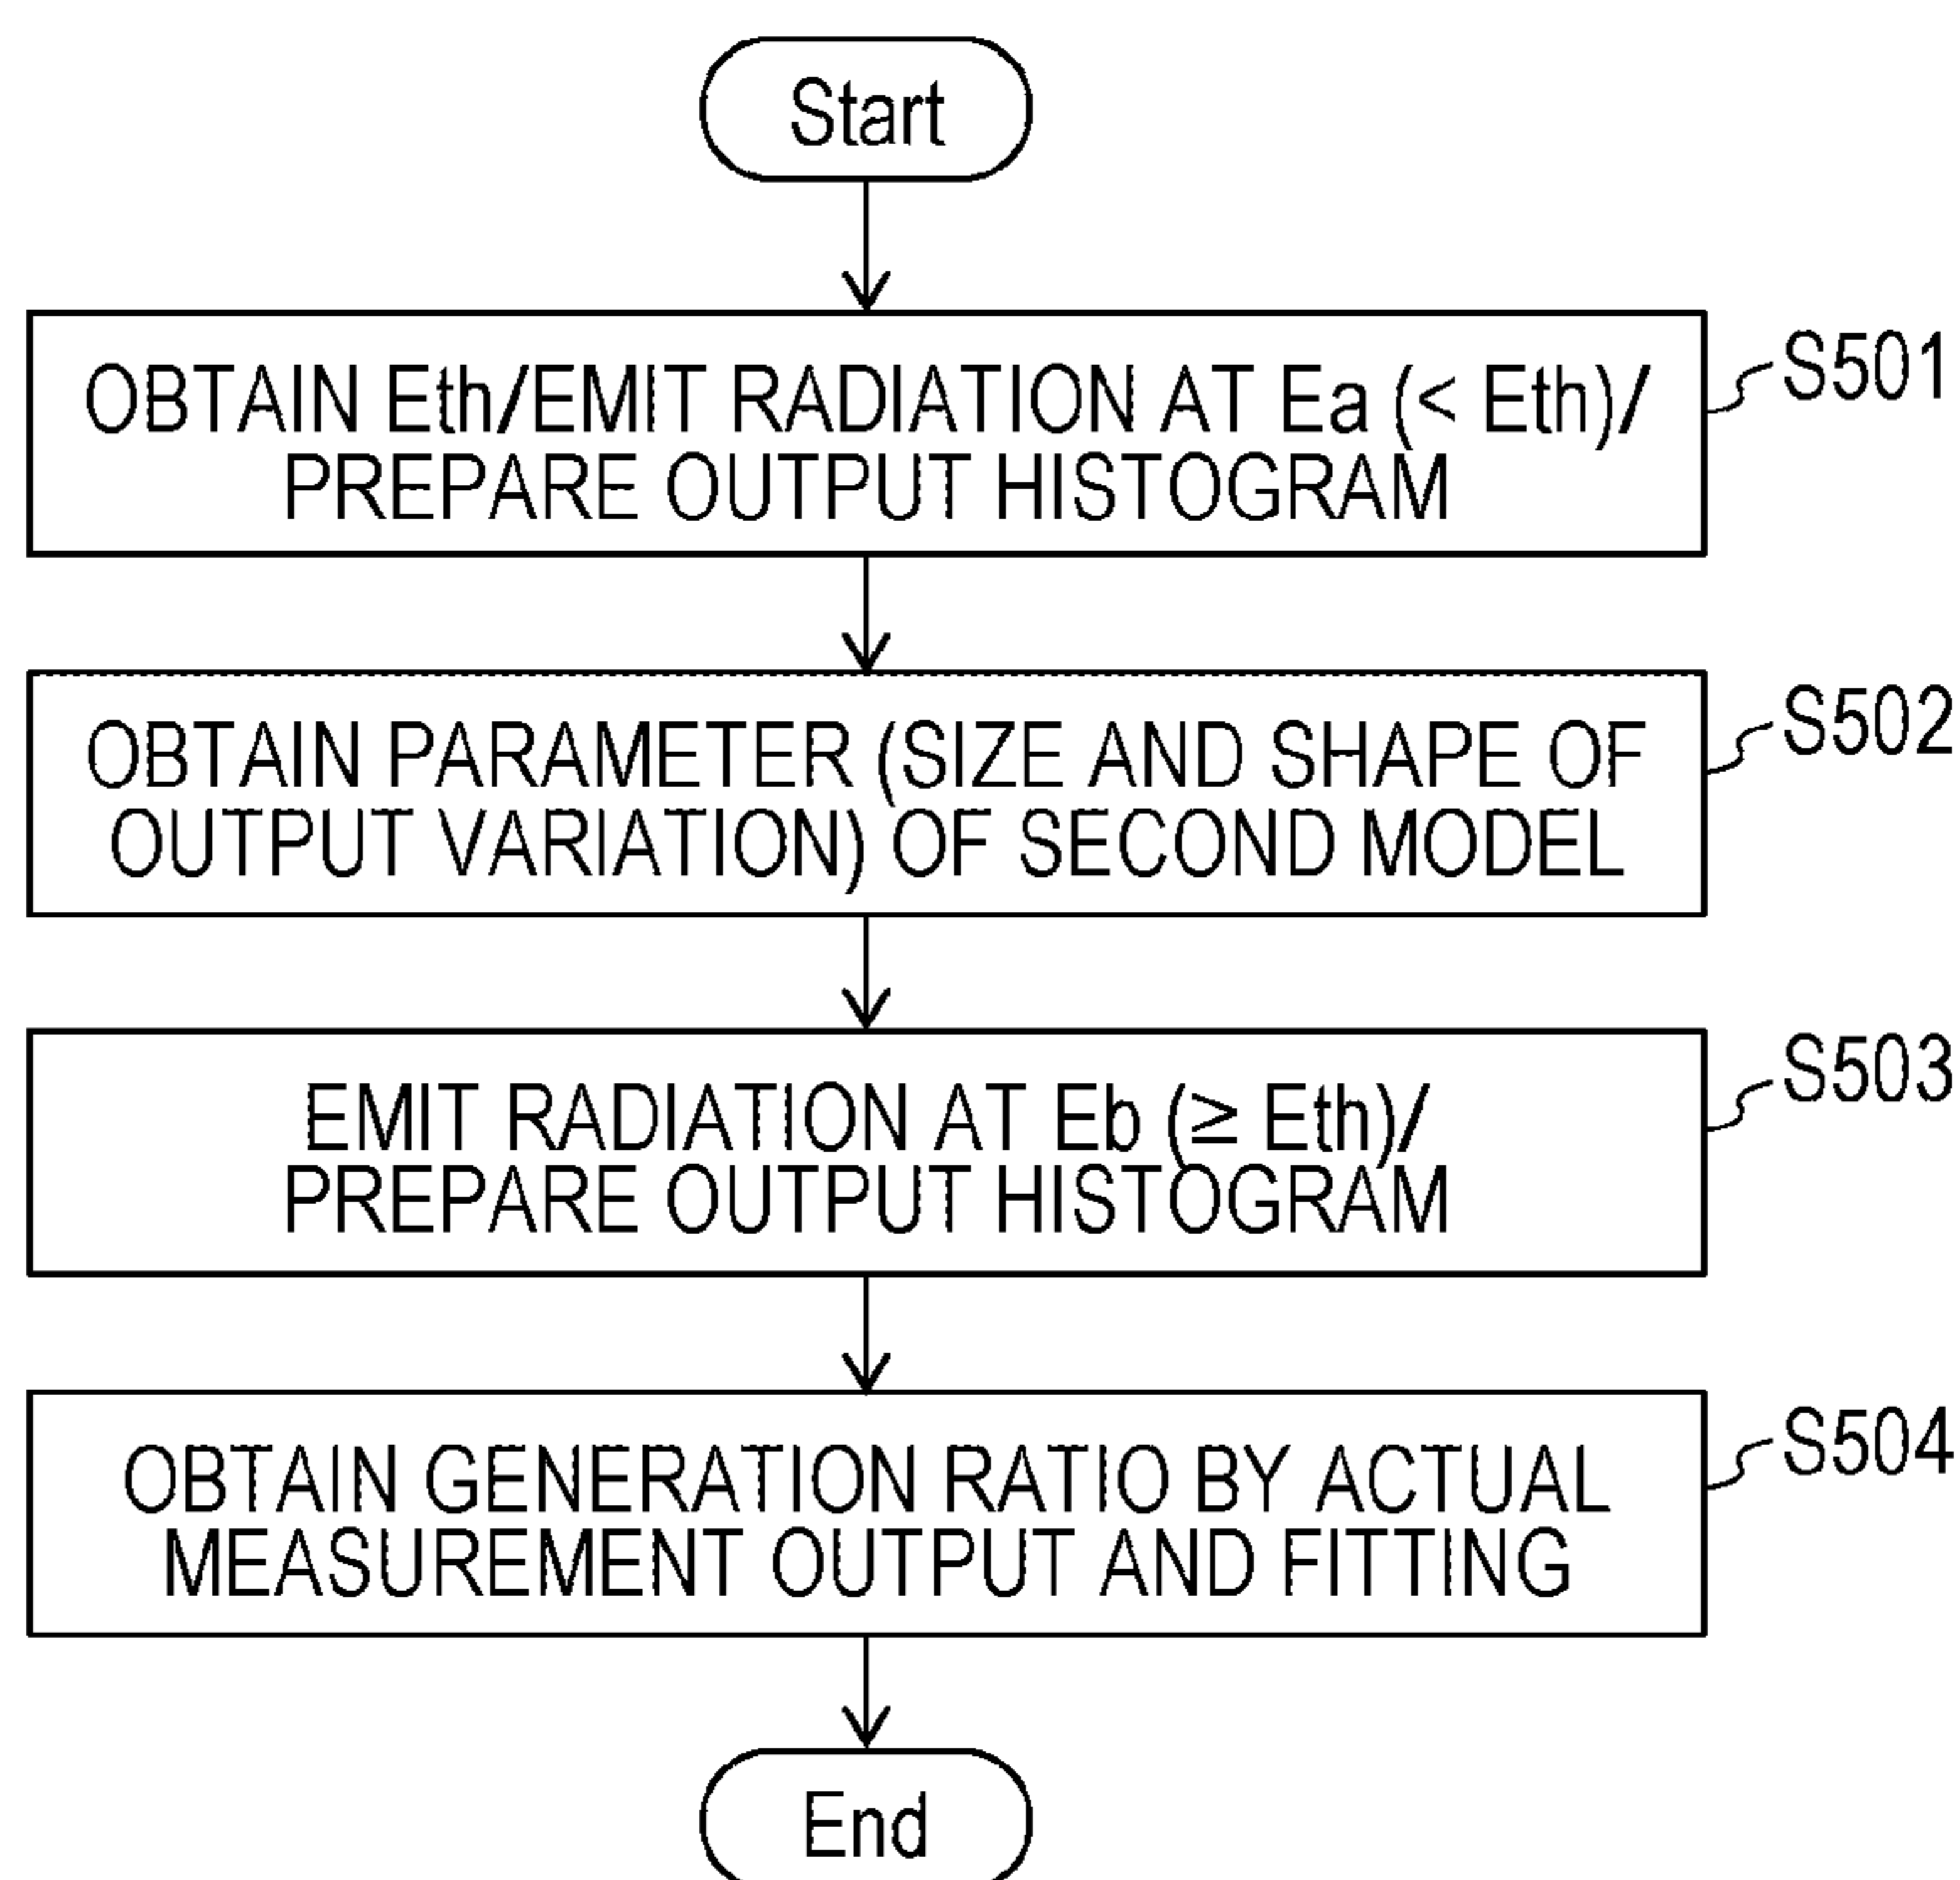 Start
OBTAIN Eth/EMIT RADIATION AT Ea (< Eth)/
PREPARE OUTPUT HISTOGRAM
S501
OBTAIN PARAMETER (SIZE AND SHAPE OF
OUTPUT VARIATION) OF SECOND MODEL
S502
EMIT RADIATION AT Eb (≥ Eth)/
PREPARE OUTPUT HISTOGRAM
S503
OBTAIN GENERATION RATIO BY ACTUAL
MEASUREMENT OUTPUT AND FITTING
S504
End